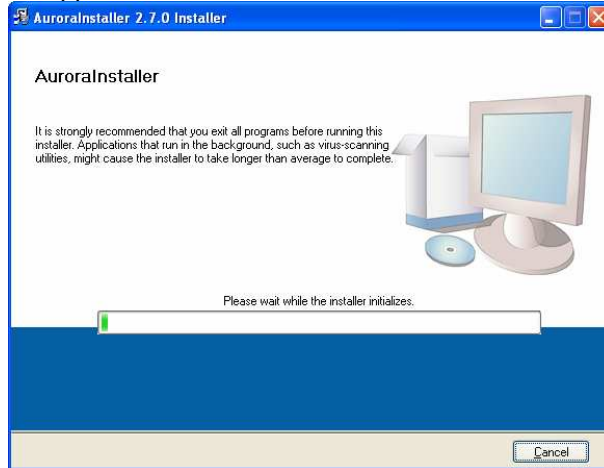 AuroraInstaller 2.7.0 Installer
AuroraInstaller
It is strongly recommended that you exit all programs before running this
installer. Applications that run in the background, such as virus-scanning
utilities, might cause the installer to take longer than average to complete.
Please wait while the installer initializes.
Cancel